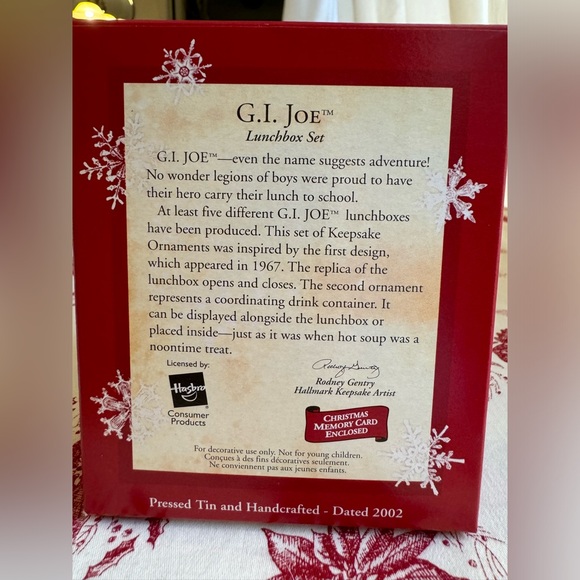 G.I. JOE™
Lunchbox Set
G.I. JOE™—even the name suggests adventure!
No wonder legions of boys were proud to have
their hero carry their lunch to school.
At least five different G.I. JOE™ lunchboxes
have been produced. This set of Keepsake
Ornaments was inspired by the first design,
which appeared in 1967. The replica of the
lunchbox opens and closes. The second ornament
represents a coordinating drink container. It
can be displayed alongside the lunchbox or
placed inside—just as it was when hot soup was a
noontime treat.
Licensed by:
Hasbro
Consumer
Products
Rodney Gentry
Rodney Gentry
Hallmark Keepsake Artist
CHRISTMAS
MEMORY CARD
ENCLOSED
For decorative use only. Not for young children.
Conçues à des fins décoratives seulement.
Ne conviennent pas aux jeunes enfants.
Pressed Tin and Handcrafted - Dated 2002